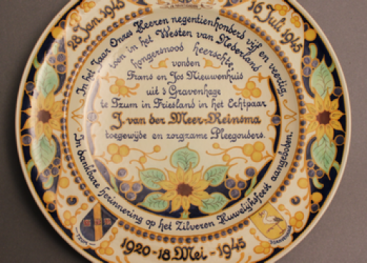 28 Jan. 1945
16 Juli 1945
In het Jaar Onzes Heeren negentienhonderd vijf en veertig,
toen in het Westen van Nederland
hongersnood heerschte,
vonden
Frans en Jos Nieuwenhuis
uit 's Gravenhage
te Itzum in Friesland in het Echtpaar
J. van der Meer-Reinsma
toegewijde en zorgzame Pleegouders.
In dankbare herinnering op het Zilveren Huwelijksfeest aangeboden.
1920-18 Mei-1945